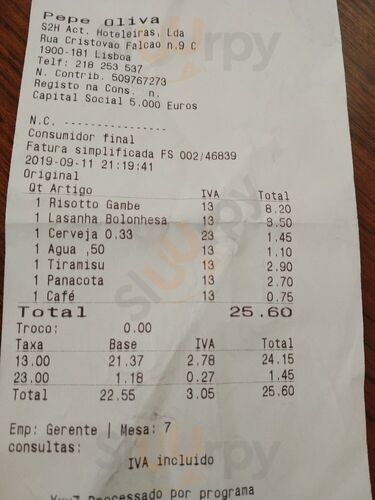 Pepe Oliva
S2H Act. Hoteleiras, Lda
Rua Cristovao Falcao n.9 C
1900-181 Lisboa
Telf: 218 253 537
N. Contrib. 509767273
Registo na Cons. n.
Capital Social 5.000 Euros
N.C. ---------------
Consumidor final
Fatura simplificada FS 002/46839
2019-09-11 21:19:41
Original
Qt Artigo IVA Total
1 Risotto Gambe 13 8.20
1 Lasanha Bolonhesa 13 8.50
1 Cerveja 0.33 23 1.45
1 Agua ,50 13 1.10
1 Tiramisu 13 2.90
1 Panacota 13 2.70
1 Café 13 0.75
Total 25.60
Troco: 0.00
Taxa Base IVA Total
13.00 21.37 2.78 24.15
23.00 1.18 0.27 1.45
Total 22.55 3.05 25.60
Emp: Gerente | Mesa: 7
consultas:
IVA incluido
Processado por programa
sluurpy